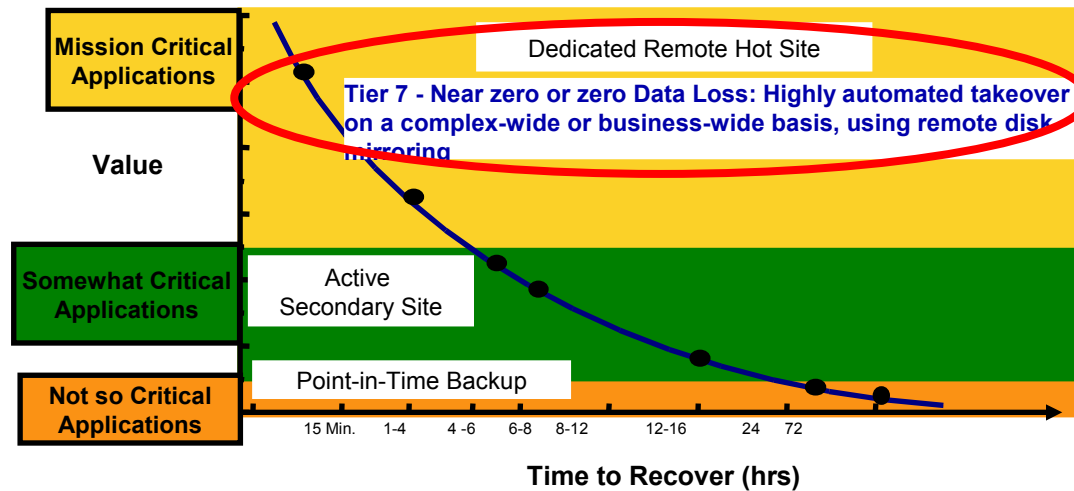 Mission Critical
Applications
Dedicated Remote Hot Site
Tier 7 - Near zero or zero Data Loss: Highly automated takeover
on a complex-wide or business-wide basis, using remote disk
mirroring
Value
Somewhat Critical
Applications
Active
Secondary Site
Point-in-Time Backup
Not so Critical
Applications
15 Min. 1-4 4 -6 6-8 8-12 12-16 24 72
Time to Recover (hrs)